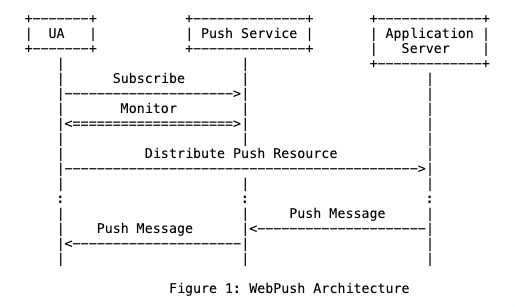 UA
Push Service
Application
Server
Subscribe
Monitor
Distribute Push Resource
Push Message
Push Message
Figure 1: WebPush Architecture